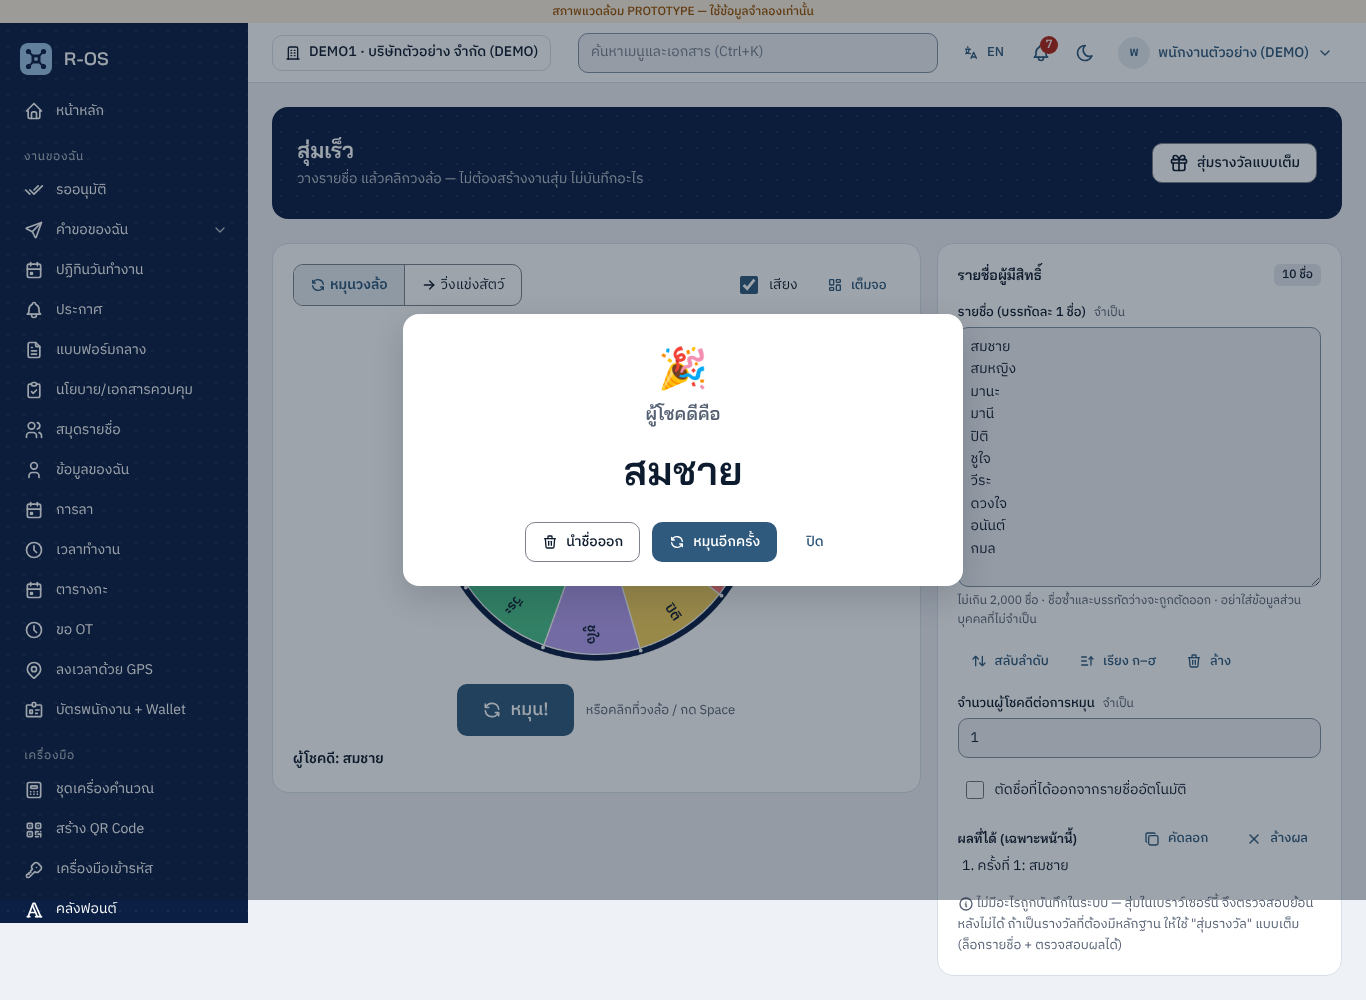 สภาพแวดล้อม PROTOTYPE — ใช้ข้อมูลจำลองเท่านั้น
R-OS
DEMO1 · บริษัทตัวอย่าง จำกัด (DEMO)
ค้นหาเมนูและเอกสาร (Ctrl+K)
EN
7
พ
พนักงานตัวอย่าง (DEMO)
หน้าหลัก
งานของฉัน
รออนุมัติ
คำขอของฉัน
ปฏิทินวันทำงาน
ประกาศ
แบบฟอร์มกลาง
นโยบาย/เอกสารควบคุม
สมุดรายชื่อ
ข้อมูลของฉัน
การลา
เวลาทำงาน
ตารางกะ
ขอ OT
ลงเวลาด้วย GPS
บัตรพนักงาน + Wallet
เครื่องมือ
ชุดเครื่องคำนวณ
สร้าง QR Code
เครื่องมือเข้ารหัส
คลังฟอนต์
สุ่มเร็ว
วางรายชื่อ แล้วคลิกวงล้อ — ไม่ต้องสร้างงานสุ่ม ไม่บันทึกอะไร
สุ่มรางวัลแบบเต็ม
หมุนวงล้อ
วิ่งแข่งสัตว์
เสียง
เต็มจอ
ผู้โชคดีคือ
สมชาย
นำชื่อออก
หมุนอีกครั้ง
ปิด
วีระ
ชูใจ
ปิติ
หมุน!
หรือคลิกที่วงล้อ / กด Space
ผู้โชคดี: สมชาย
รายชื่อผู้มีสิทธิ์
10 ชื่อ
รายชื่อ (บรรทัดละ 1 ชื่อ) จำเป็น
สมชาย
สมหญิง
มานะ
มานี
ปิติ
ชูใจ
วีระ
ดวงใจ
อนันต์
กมล
ไม่เกิน 2,000 ชื่อ · ชื่อซ้ำและบรรทัดว่างจะถูกตัดออก · อย่าใส่ข้อมูลส่วน
บุคคลที่ไม่จำเป็น
สลับลำดับ
เรียง ก–ฮ
ล้าง
จำนวนผู้โชคดีต่อการหมุน จำเป็น
1
ตัดชื่อที่ได้ออกจากรายชื่ออัตโนมัติ
ผลที่ได้ (เฉพาะหน้านี้)
คัดลอก
ล้างผล
1. ครั้งที่ 1: สมชาย
ไม่มีอะไรถูกบันทึกในระบบ — สุ่มในเบราว์เซอร์นี้ จึงตรวจสอบย้อน
หลังไม่ได้ ถ้าเป็นรางวัลที่ต้องมีหลักฐาน ให้ใช้ "สุ่มรางวัล" แบบเต็ม
(ล็อกรายชื่อ + ตรวจสอบผลได้)